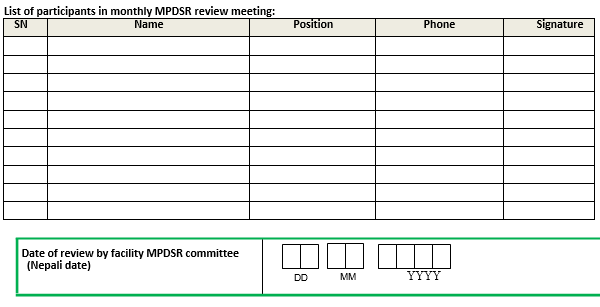 List of participants in monthly MPDSR review meeting:
SN Name Position Phone Signature
Date of review by facility MPDSR committee
(Nepali date)
DD MM YYYY